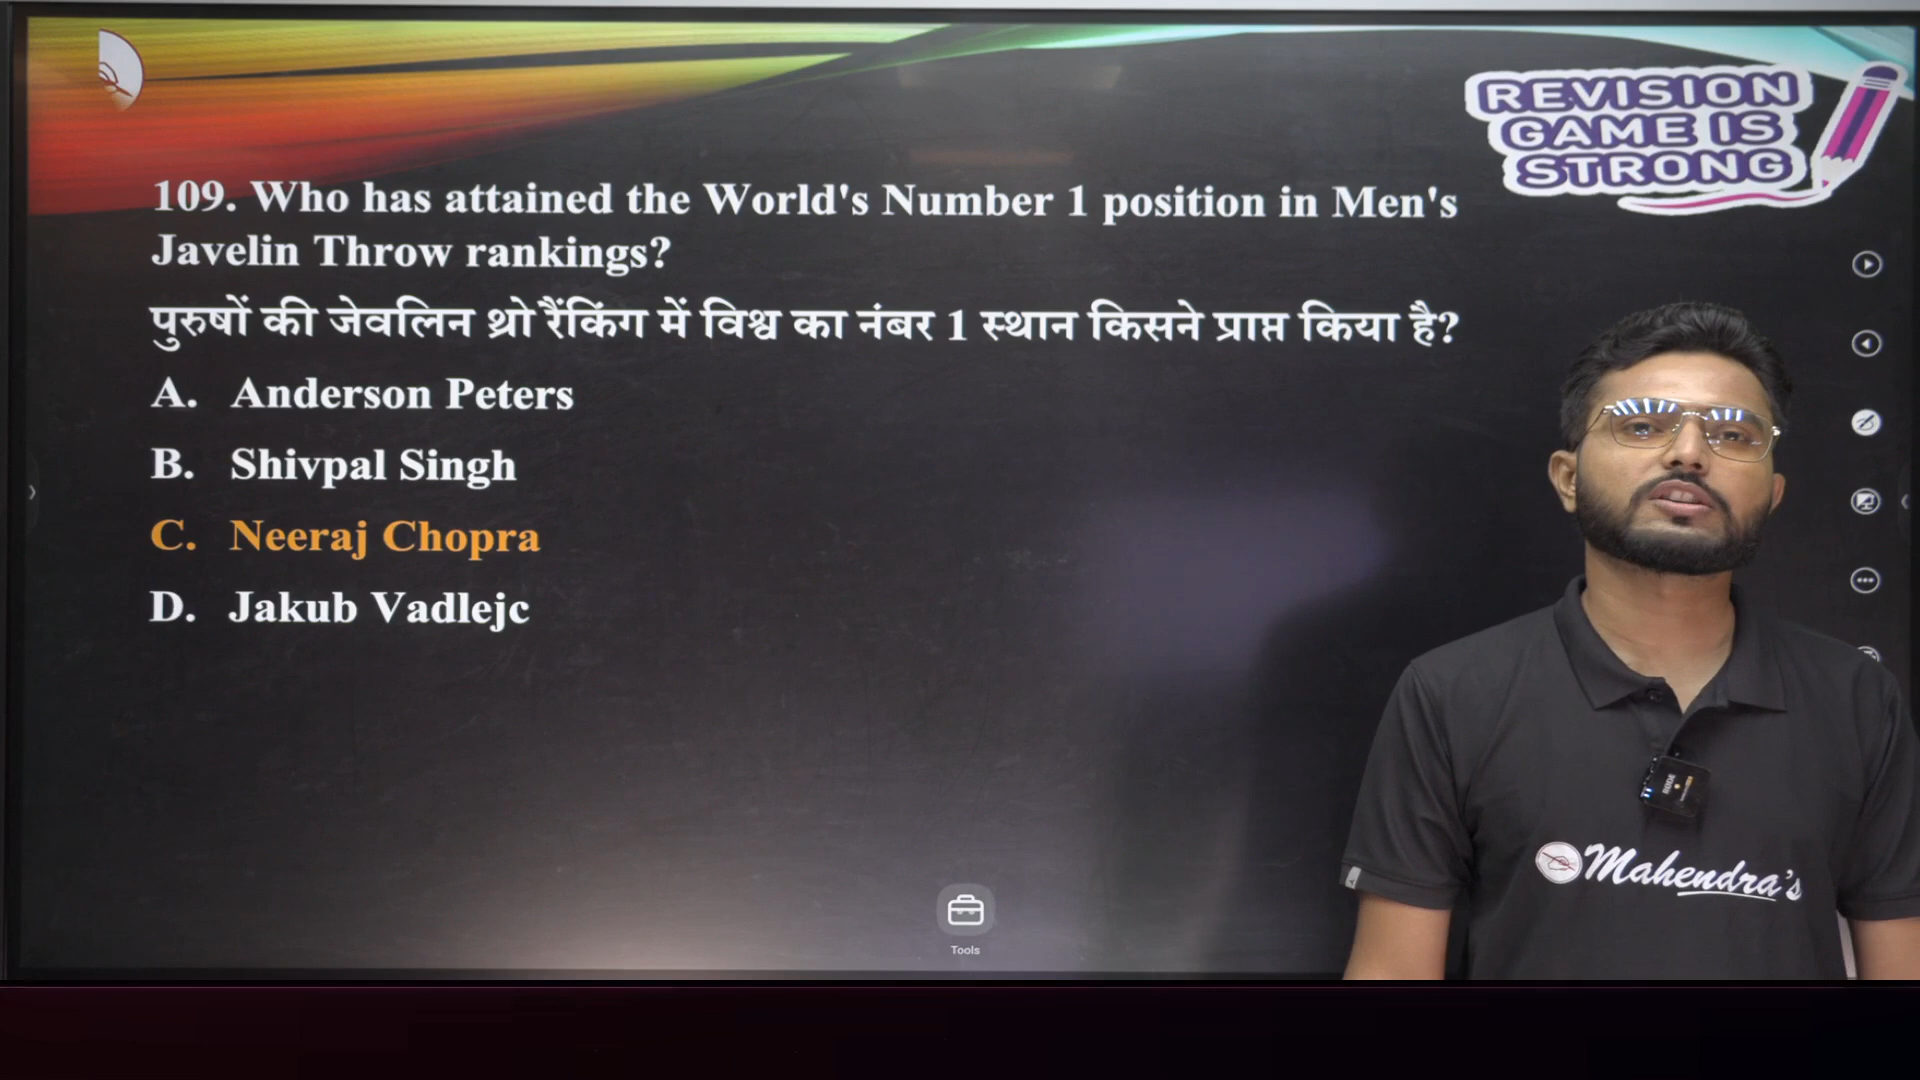 REVISION
GAME IS
STRONG
109. Who has attained the World's Number 1 position in Men's
Javelin Throw rankings?
पुरुषों की जेवलिन थ्रो रैंकिंग में विश्व का नंबर 1 स्थान किसने प्राप्त किया है?
A. Anderson Peters
B. Shivpal Singh
C. Neeraj Chopra
D. Jakub Vadlejc
Mahendra's
Tools